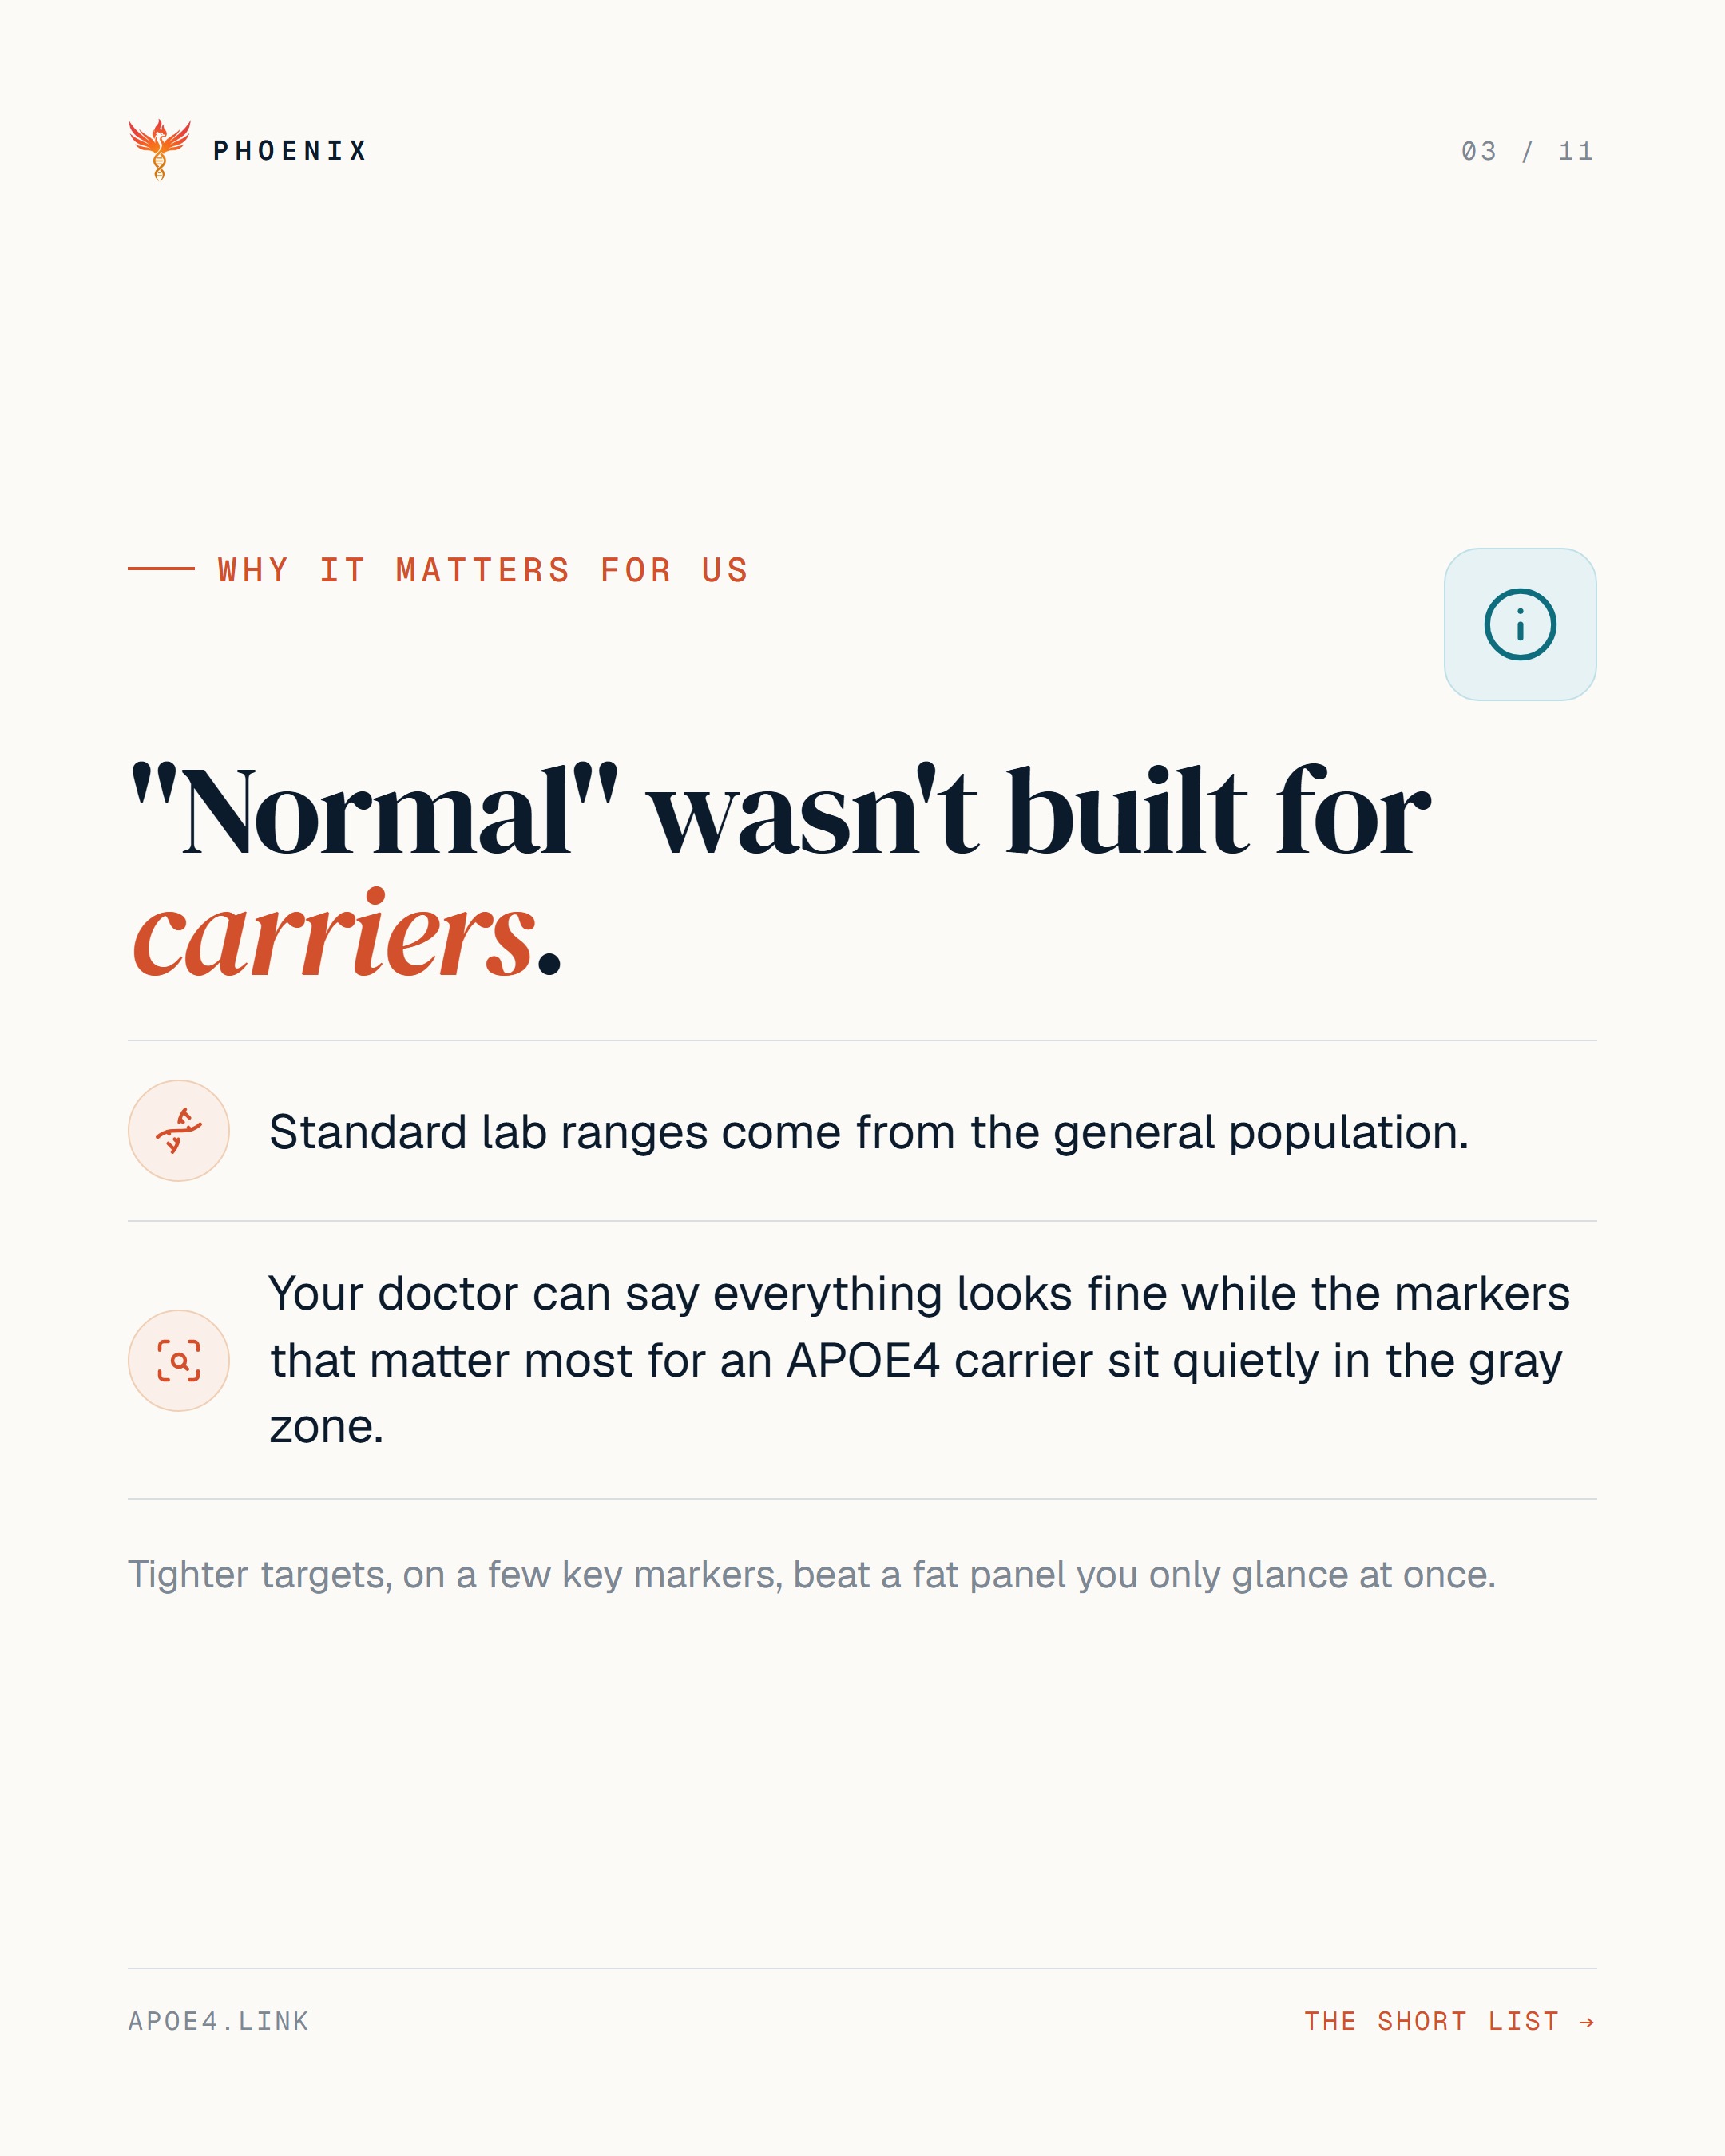 PHOENIX
03 / 11
WHY IT MATTERS FOR US
"Normal" wasn't built for
carriers.
Standard lab ranges come from the general population.
Your doctor can say everything looks fine while the markers
that matter most for an APOE4 carrier sit quietly in the gray
zone.
Tighter targets, on a few key markers, beat a fat panel you only glance at once.
APOE4.LINK
THE SHORT LIST →